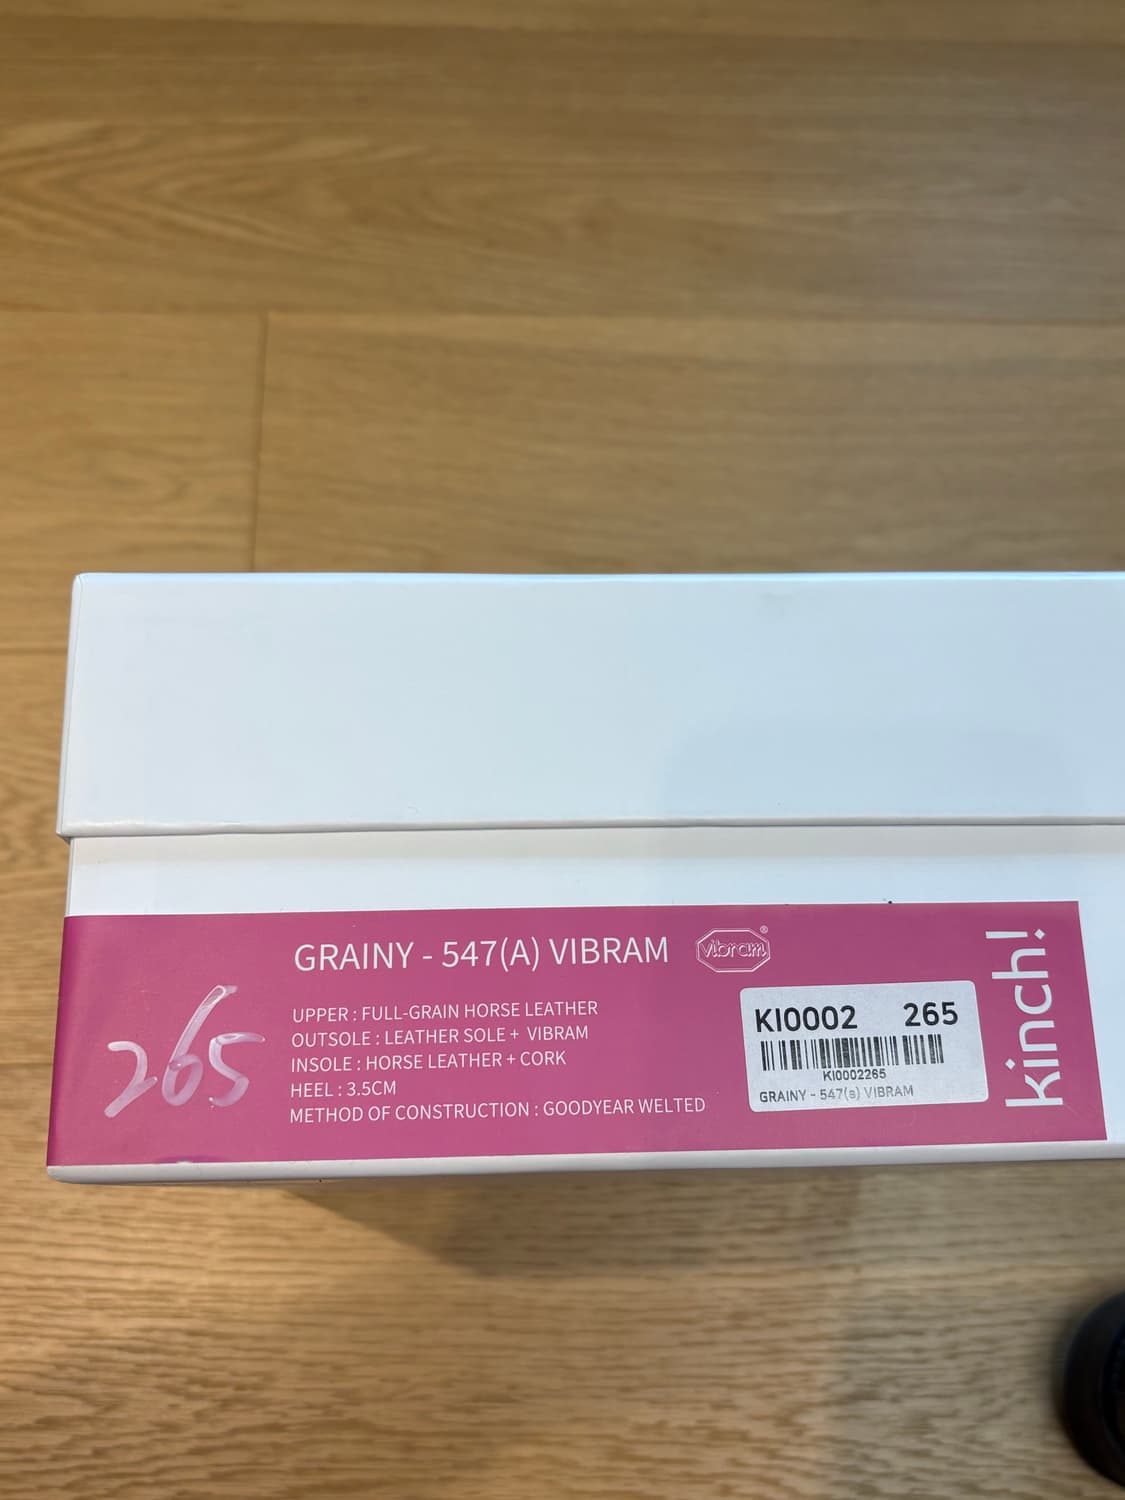 GRAINY - 547(A) VIBRAM
vibram®
265
UPPER : FULL-GRAIN HORSE LEATHER
OUTSOLE : LEATHER SOLE + VIBRAM
INSOLE : HORSE LEATHER + CORK
HEEL : 3.5CM
METHOD OF CONSTRUCTION : GOODYEAR WELTED
KI0002 265
KI0002265
GRAINY - 547(a) VIBRAM
kinch!